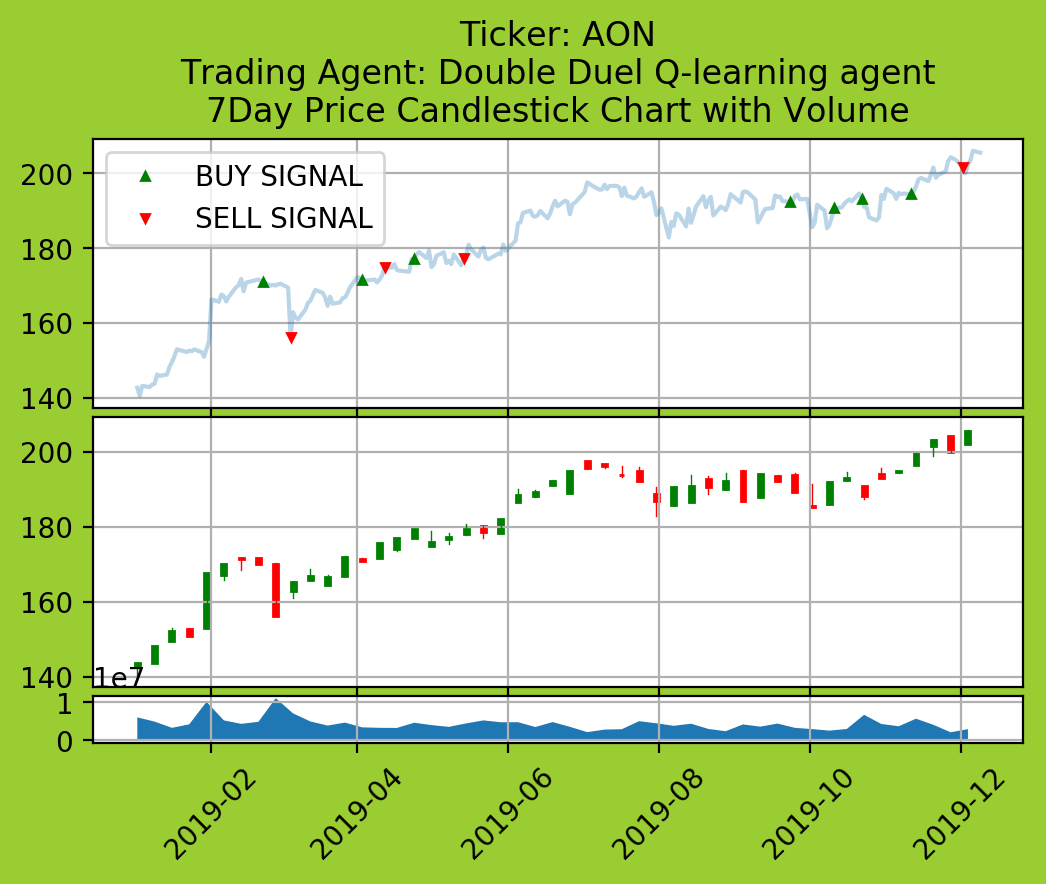 Ticker: AON
Trading Agent: Double Duel Q-learning agent
7Day Price Candlestick Chart with Volume
BUY SIGNAL
SELL SIGNAL
200
180
160
140
200
180
160
140
1e7
1
0
2019-02
2019-04
2019-06
2019-08
2019-10
2019-12